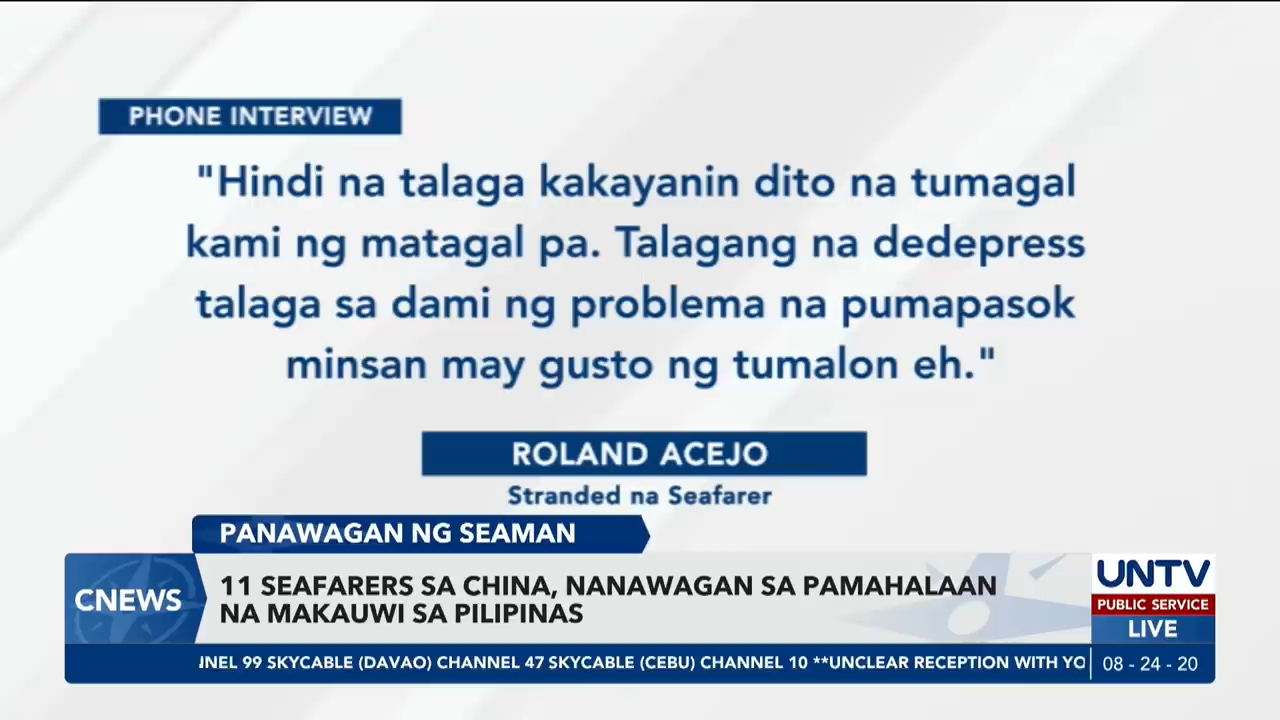 PHONE INTERVIEW
"Hindi na talaga kakayanin dito na tumagal
kami ng matagal pa. Talagang na dedepress
talaga sa dami ng problema na pumapasok
minsan may gusto ng tumalon eh."
ROLAND ACEJO
Stranded na Seafarer
PANAWAGAN NG SEAMAN
CNEWS
11 SEAFARERS SA CHINA, NANAWAGAN SA PAMAHALAAN
NA MAKAUWI SA PILIPINAS
UNTV
PUBLIC SERVICE
LIVE
99 SKYCABLE (DAVAO) CHANNEL 47 SKYCABLE (CEBU) CHANNEL 10 **UNCLEAR RECEPTION WITH
08 - 24 - 20